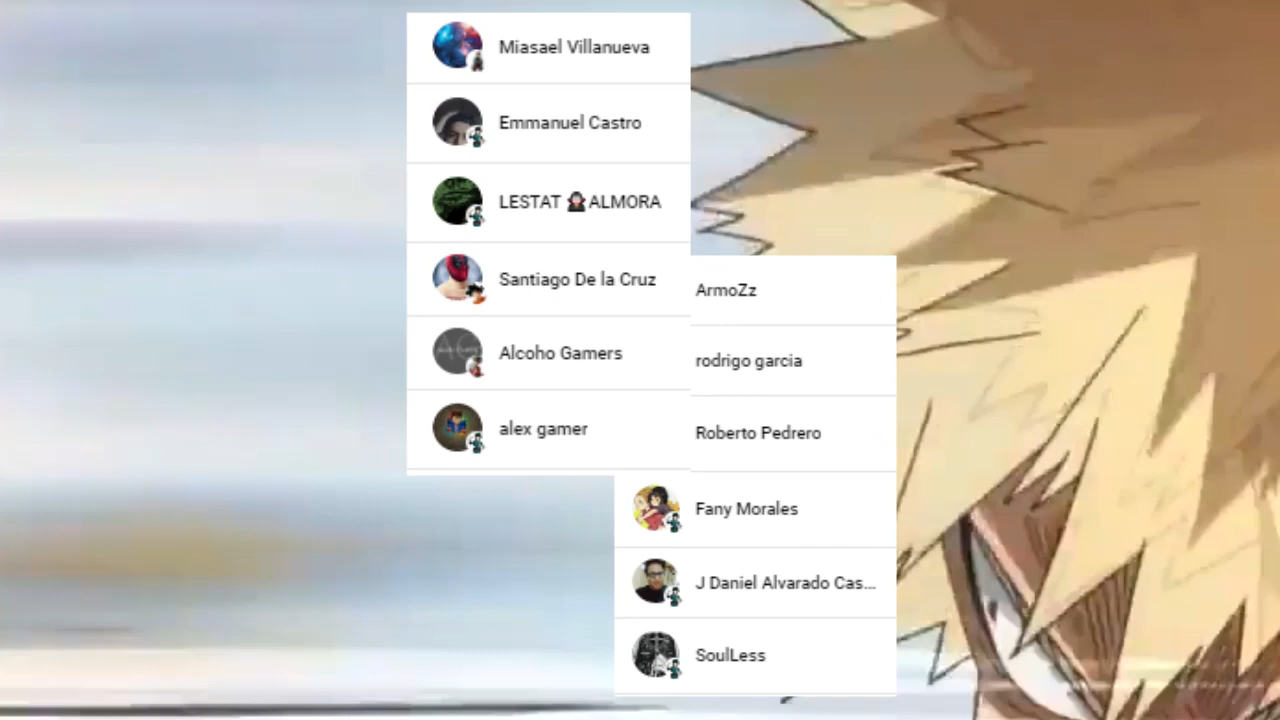 Miasael Villanueva
Emmanuel Castro
LESTAT 🧛ALMORA
Santiago De la Cruz
Alcoho Gamers
alex gamer
ArmoZz
rodrigo garcia
Roberto Pedrero
Fany Morales
J Daniel Alvarado Cas...
SoulLess